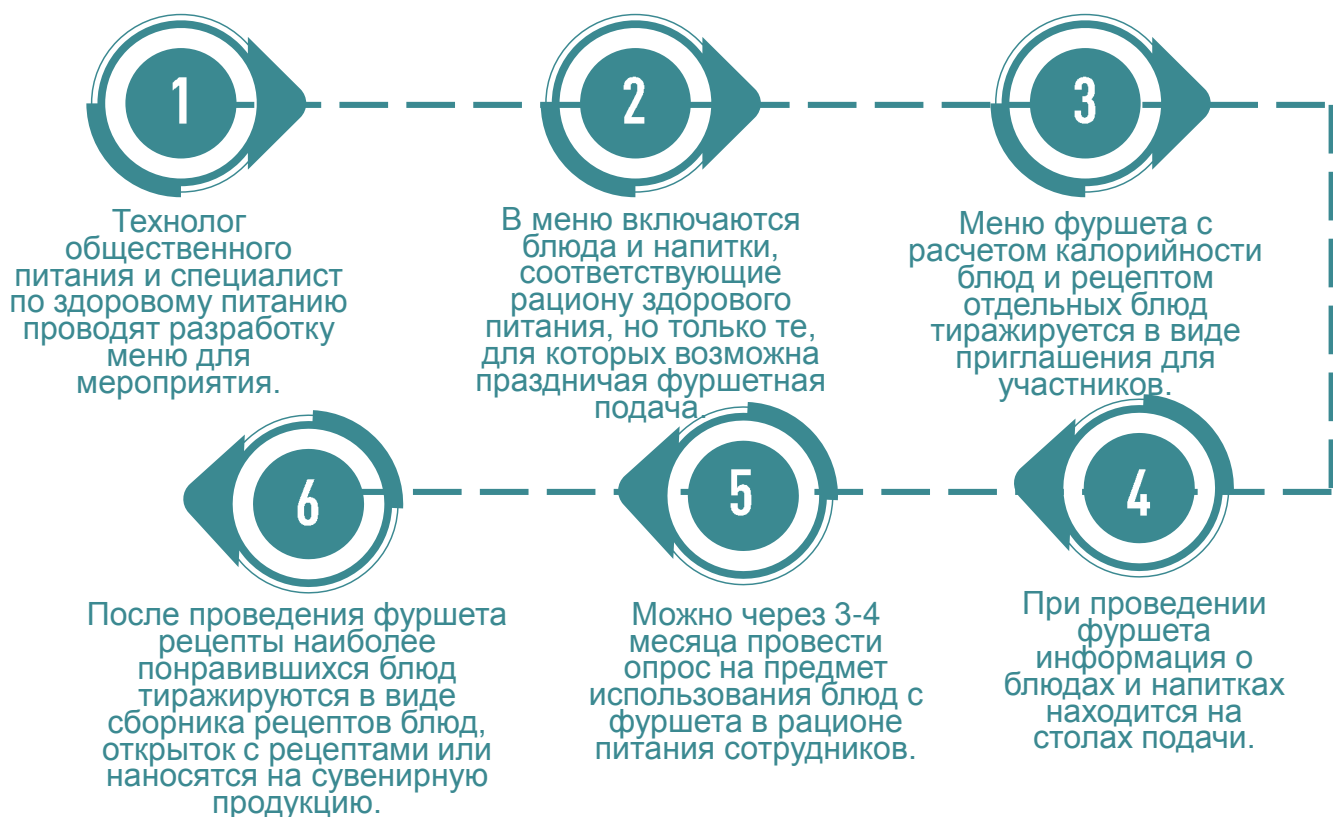 1
Технолог
общественного
питания и специалист
по здоровому питанию
проводят разработку
меню для
мероприятия.
2
В меню включаются
блюда и напитки,
соответствующие
рациону здорового
питания, но только те,
для которых возможна
праздничая фуршетная
подача.
3
Меню фуршета с
расчетом калорийности
блюд и рецептом
отдельных блюд
тиражируется в виде
приглашения для
участников.
4
При проведении
фуршета
информация о
блюдах и напитках
находится на
столах подачи.
5
Можно через 3-4
месяца провести
опрос на предмет
использования блюд с
фуршета в рационе
питания сотрудников.
6
После проведения фуршета
рецепты наиболее
понравившихся блюд
тиражируются в виде
сборника рецептов блюд,
открыток с рецептами или
наносятся на сувенирную
продукцию.